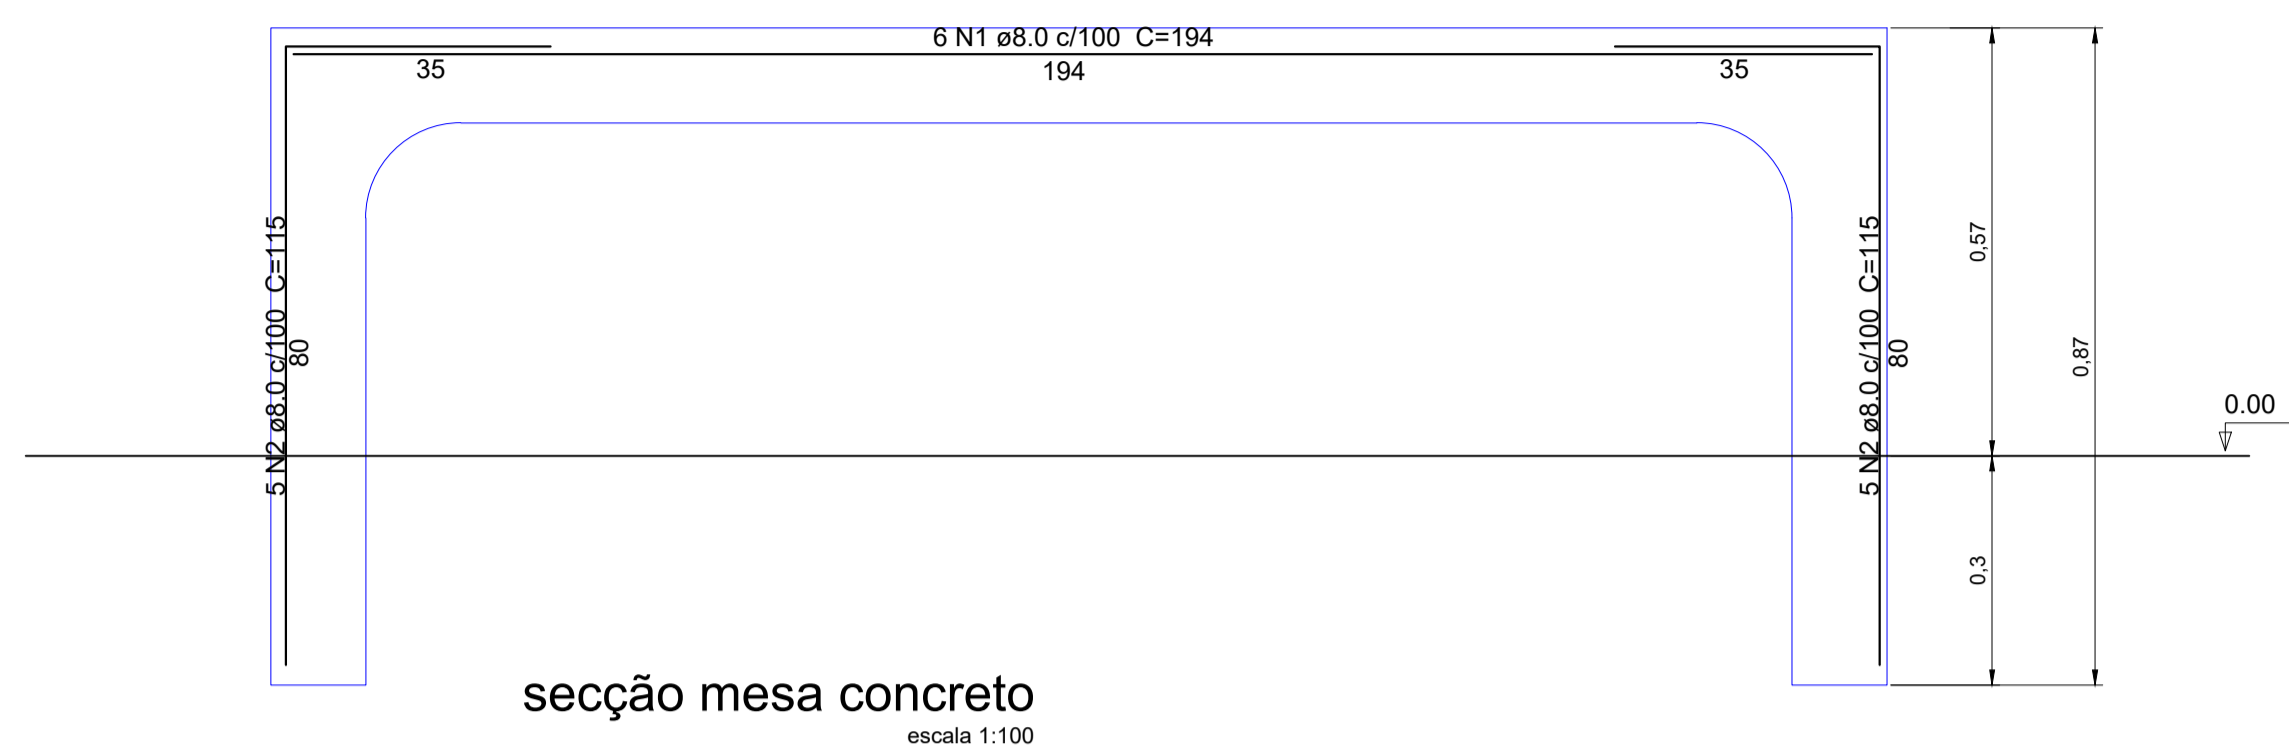 6 N1 ø8.0 c/100  C=194
35
194
35
5 N2 ø8.0 c/100  C=115
80
5 N2 ø8.0 c/100  C=115
80
0,57
0,87
0.00
0,3
secção mesa concreto
escala 1:100